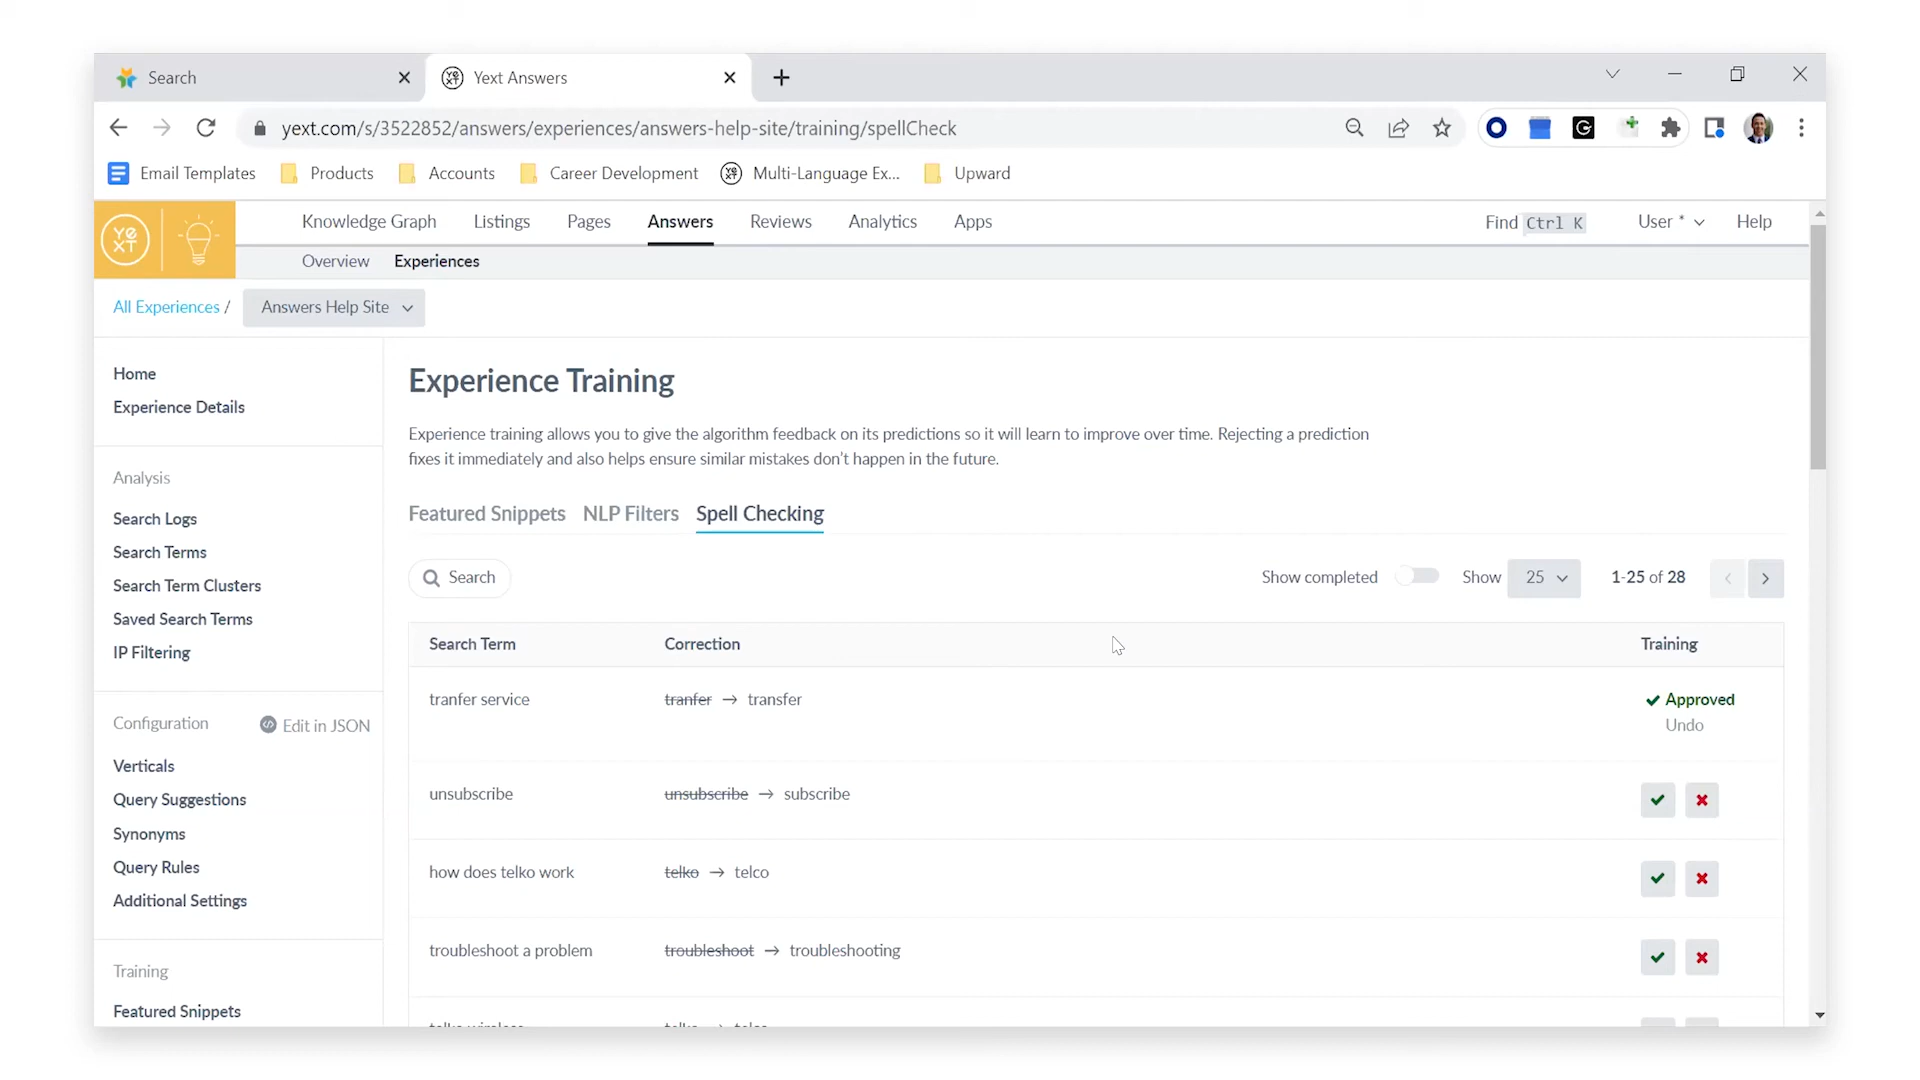 Search
Yext Answers
yext.com/s/3522852/answers/experiences/answers-help-site/training/spellCheck
Email Templates Products Accounts Career Development Multi-Language Ex... Upward
YEXT
Knowledge Graph Listings Pages Answers Reviews Analytics Apps Find Ctrl K User * Help
Overview Experiences
All Experiences / Answers Help Site
Home
Experience Details
Analysis
Search Logs
Search Terms
Search Term Clusters
Saved Search Terms
IP Filtering
Configuration Edit in JSON
Verticals
Query Suggestions
Synonyms
Query Rules
Additional Settings
Training
Featured Snippets
Experience Training
Experience training allows you to give the algorithm feedback on its predictions so it will learn to improve over time. Rejecting a prediction
fixes it immediately and also helps ensure similar mistakes don't happen in the future.
Featured Snippets NLP Filters Spell Checking
Search Show completed Show 25 1-25 of 28
Search Term Correction Training
tranfer service tranfer → transfer Approved
Undo
unsubscribe unsubscribe → subscribe
how does telko work telko → telco
troubleshoot a problem troubleshoot → troubleshooting